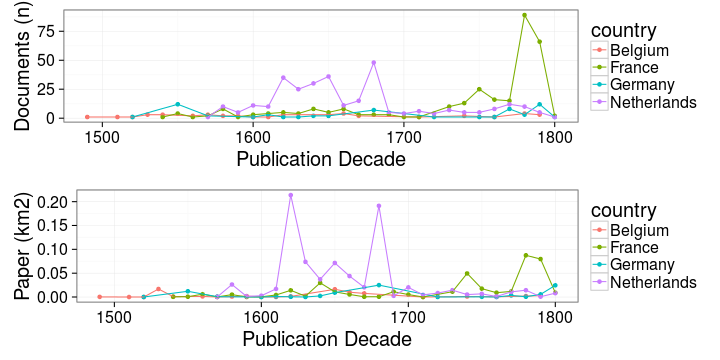 Documents (n)
75
50
25
0
1500
1600
1700
1800
Publication Decade
country
Belgium
France
Germany
Netherlands
Paper (km2)
0.20
0.15
0.10
0.05
0.00
1500
1600
1700
1800
Publication Decade
country
Belgium
France
Germany
Netherlands